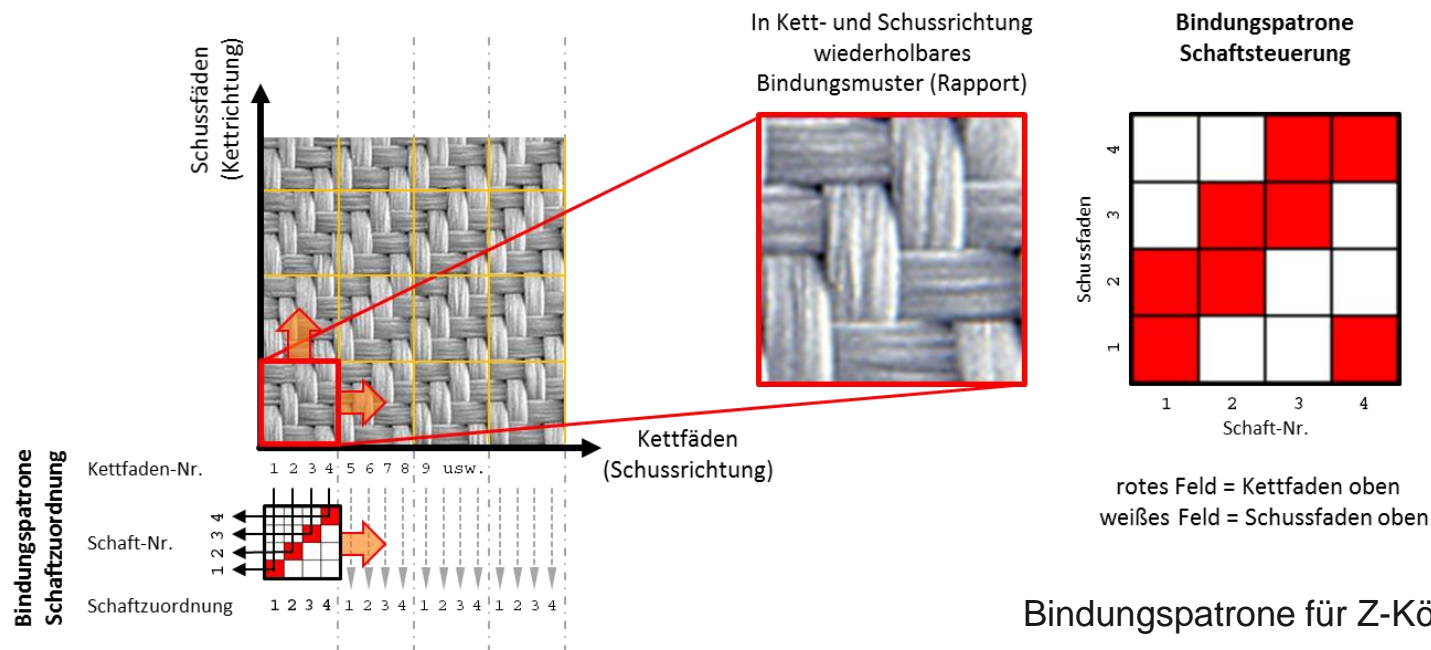 In Kett- und Schussrichtung
wiederholbares
Bindungsmuster (Rapport)
Bindungspatrone
Schaftsteuerung
Schussfäden
(Kettrichtung)
Kettfäden
(Schussrichtung)
Schussfaden
4
3
2
1
1 2 3 4
Schaft-Nr.
rotes Feld = Kettfaden oben
weißes Feld = Schussfaden oben
Bindungspatrone
Schaftzuordnung
Kettfaden-Nr. 1 2 3 4 5 6 7 8 9 usw.
Schaft-Nr.
4
3
2
1
Schaftzuordnung 1 2 3 4 1 2 3 4 1 2 3 4 1 2 3 4
Bindungspatrone für Z-Kö